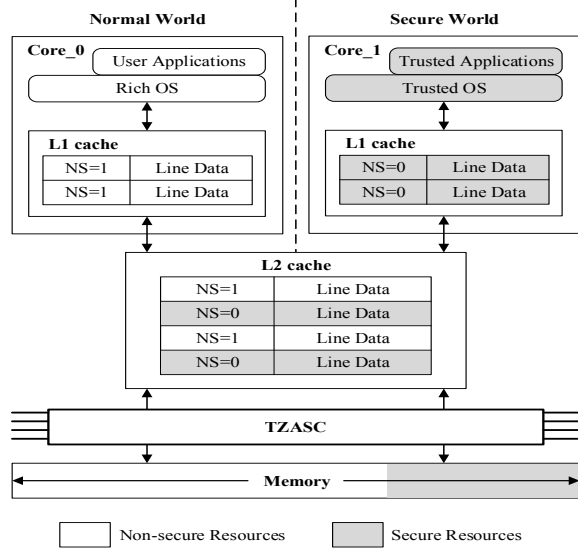 Normal World
Secure World
Core_0
User Applications
Rich OS
L1 cache
NS=1 Line Data
NS=1 Line Data
Core_1
Trusted Applications
Trusted OS
L1 cache
NS=0 Line Data
NS=0 Line Data
L2 cache
NS=1 Line Data
NS=0 Line Data
NS=1 Line Data
NS=0 Line Data
TZASC
Memory
Non-secure Resources
Secure Resources